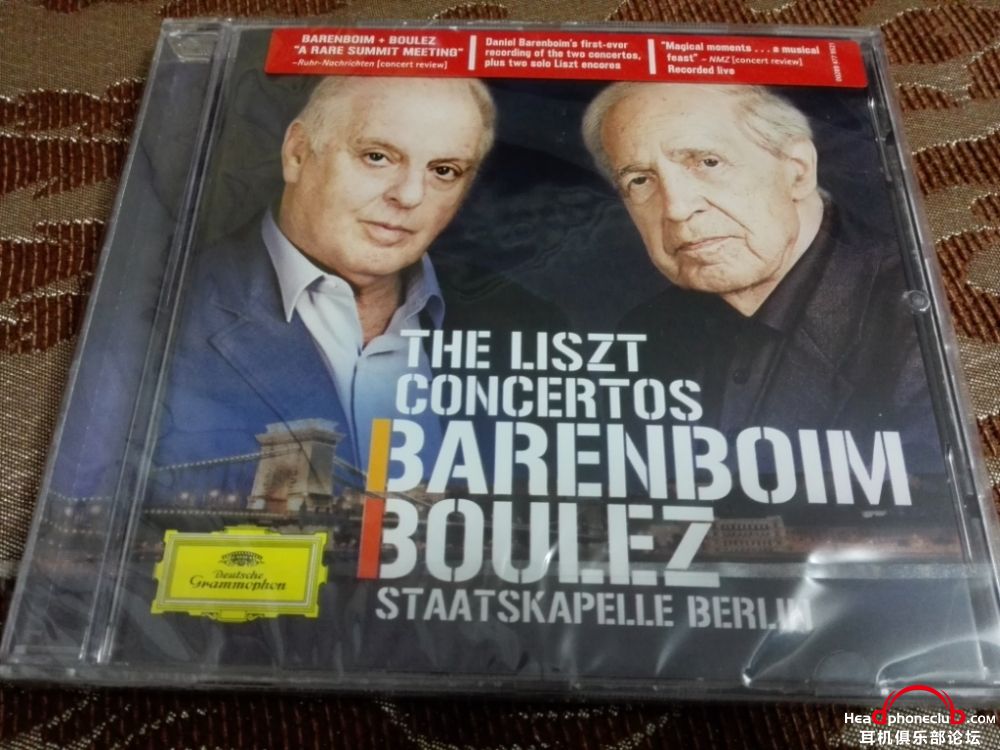 BARENBOIM + BOULEZ
"A RARE SUMMIT MEETING"
–Ruhr-Nachrichten [concert review]
Daniel Barenboim's first-ever
recording of the two concertos,
plus two solo Liszt encores
"Magical moments . . . a musical
feast" – NMZ [concert review]
Recorded live
THE LISZT
CONCERTOS
BARENBOIM
BOULEZ
STAATSKAPELLE BERLIN
Deutsche
Grammophon
Headphoneclub.com
耳机俱乐部论坛